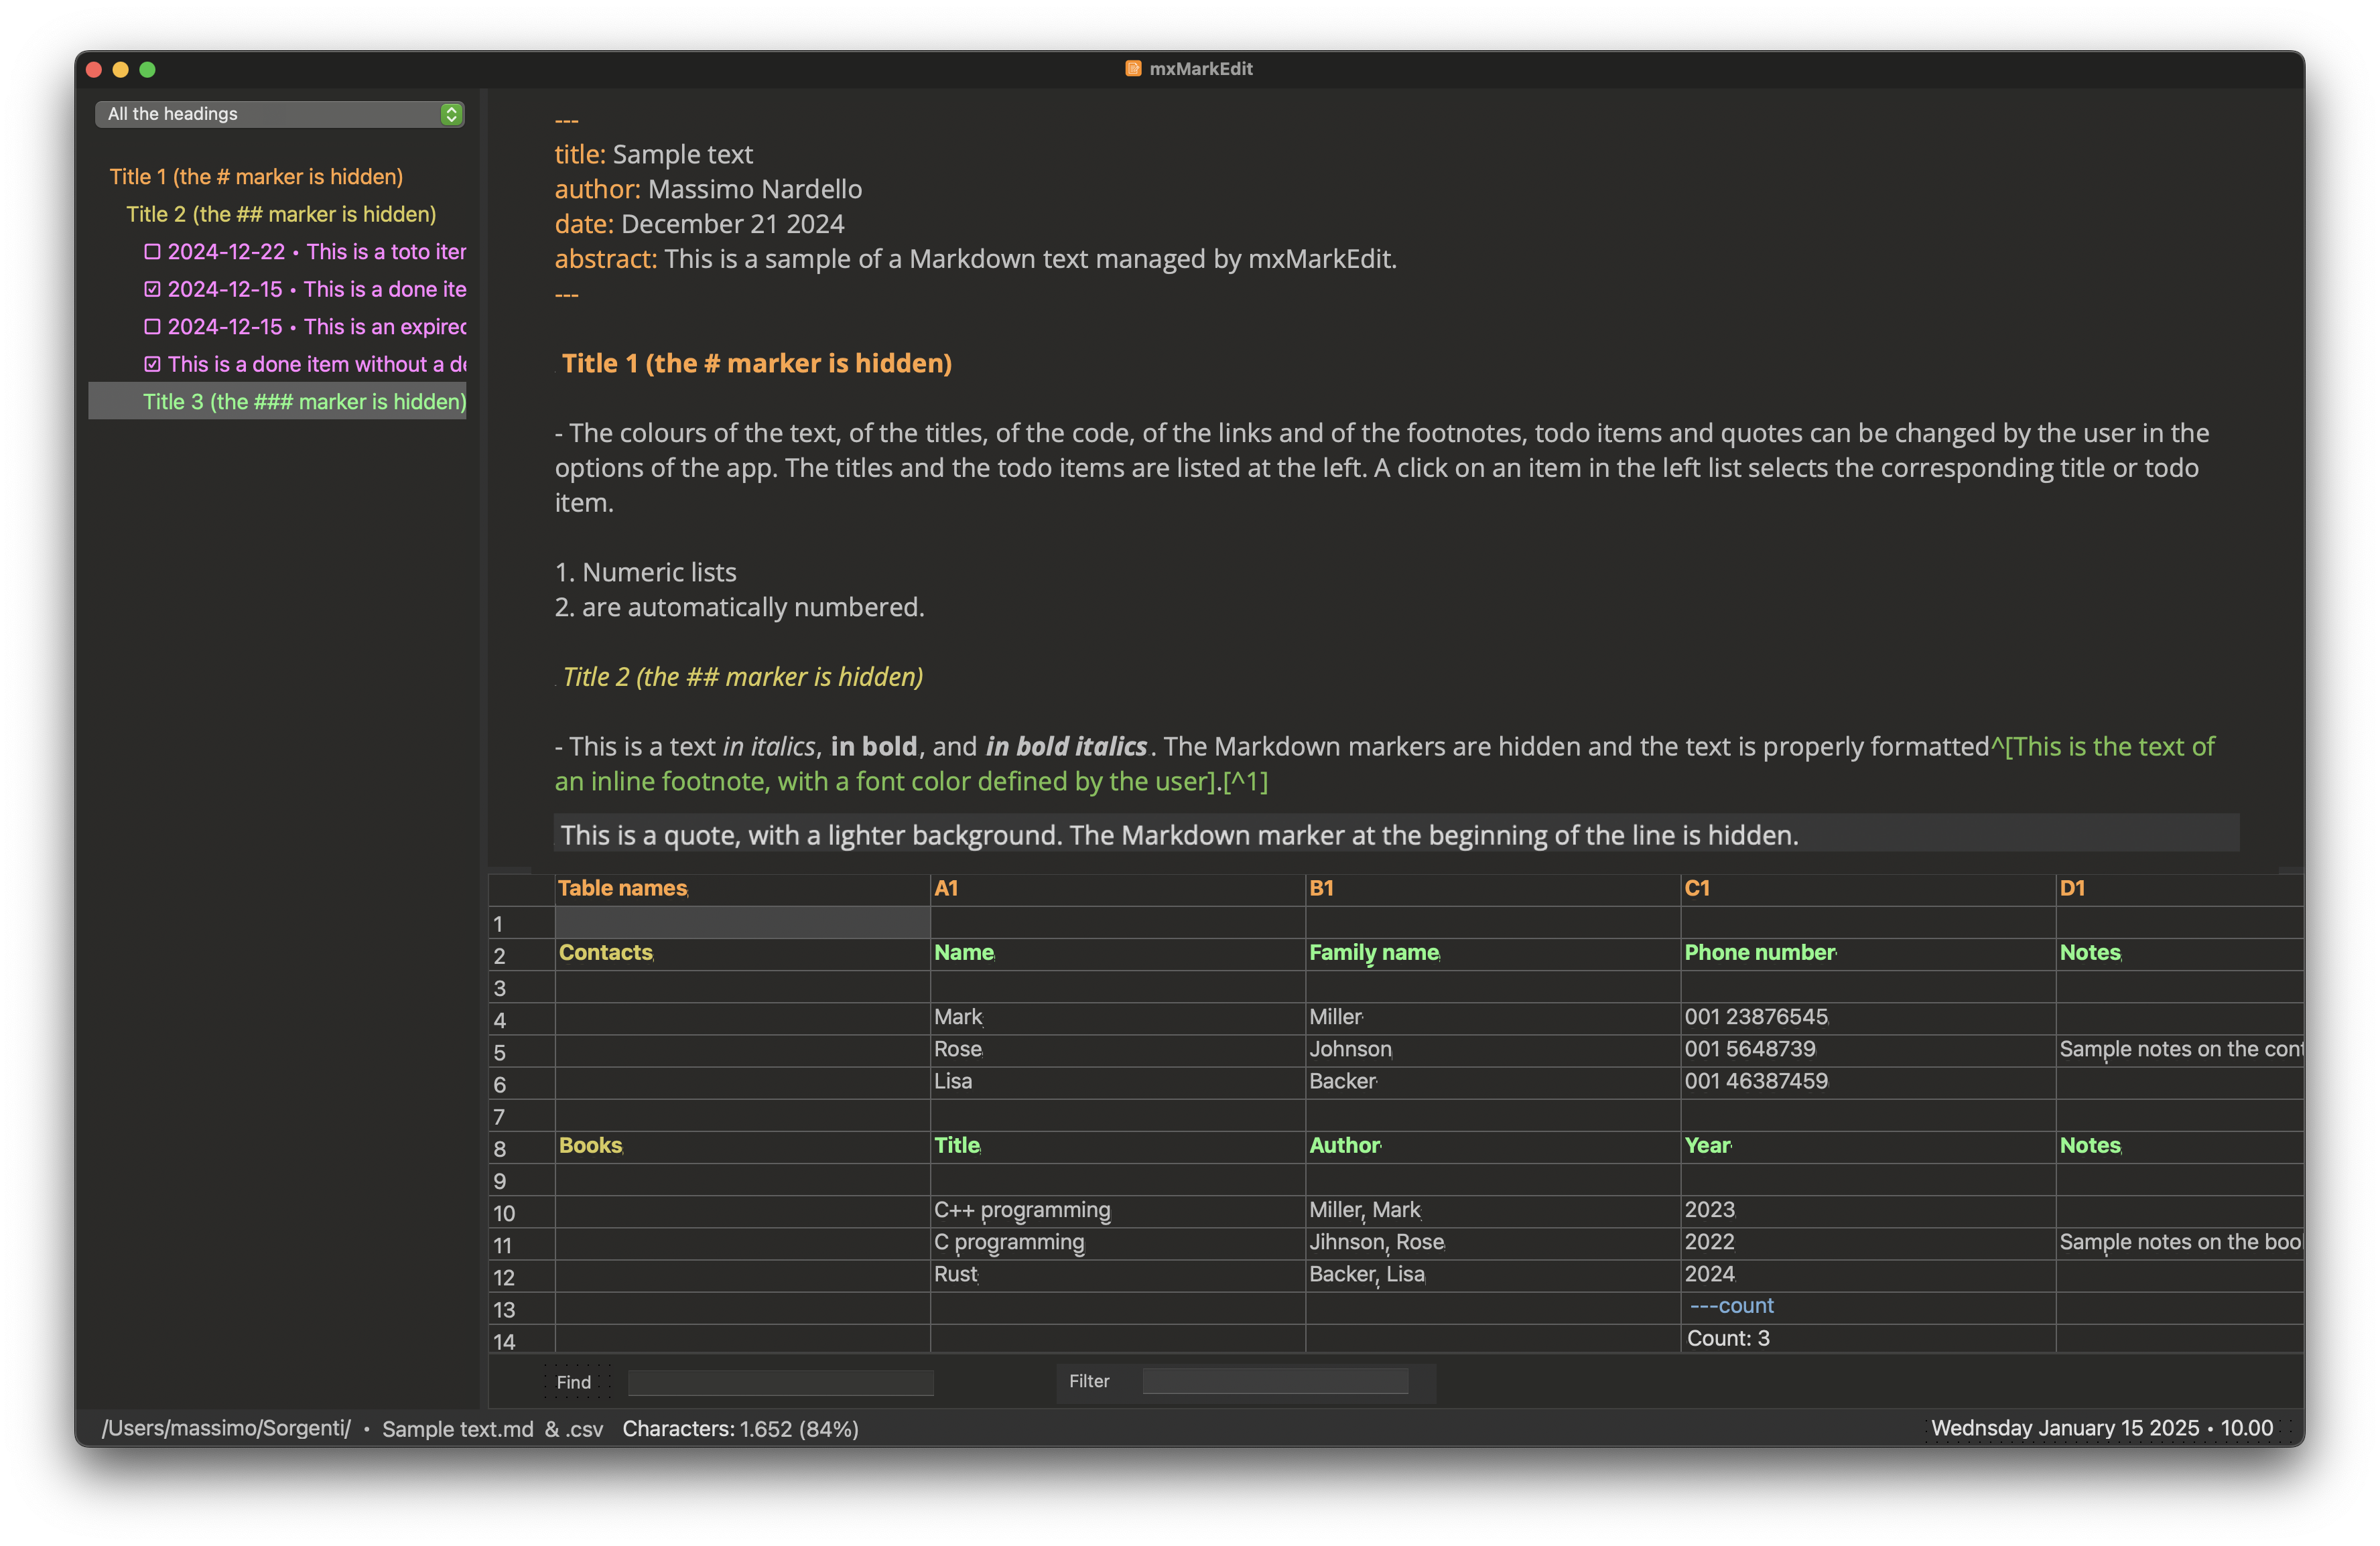 mxMarkEdit
All the headings
Title 1 (the # marker is hidden)
Title 2 (the ## marker is hidden)
2024-12-22 • This is a toto iter
2024-12-15 • This is a done ite
2024-12-15 • This is an expired
This is a done item without a de
Title 3 (the ### marker is hidden)
---
title: Sample text
author: Massimo Nardello
date: December 21 2024
abstract: This is a sample of a Markdown text managed by mxMarkEdit.
---
Title 1 (the # marker is hidden)
- The colours of the text, of the titles, of the code, of the links and of the footnotes, todo items and quotes can be changed by the user in the
options of the app. The titles and the todo items are listed at the left. A click on an item in the left list selects the corresponding title or todo
item.
1. Numeric lists
2. are automatically numbered.
Title 2 (the ## marker is hidden)
- This is a text in italics, in bold, and in bold italics. The Markdown markers are hidden and the text is properly formatted^[This is the text of
an inline footnote, with a font color defined by the user].[^1]
This is a quote, with a lighter background. The Markdown marker at the beginning of the line is hidden.
Table names A1 B1 C1 D1
1
2 Contacts Name Family name Phone number Notes
3
4 Mark Miller 001 23876545
5 Rose Johnson 001 5648739 Sample notes on the cont
6 Lisa Backer 001 46387459
7
8 Books Title Author Year Notes
9
10 C++ programming Miller, Mark 2023
11 C programming Jihnson, Rose 2022 Sample notes on the boo
12 Rust Backer, Lisa 2024
13 ---count
14 Count: 3
Find Filter
/Users/massimo/Sorgenti/ • Sample text.md & .csv Characters: 1.652 (84%) Wednsday January 15 2025 • 10.00